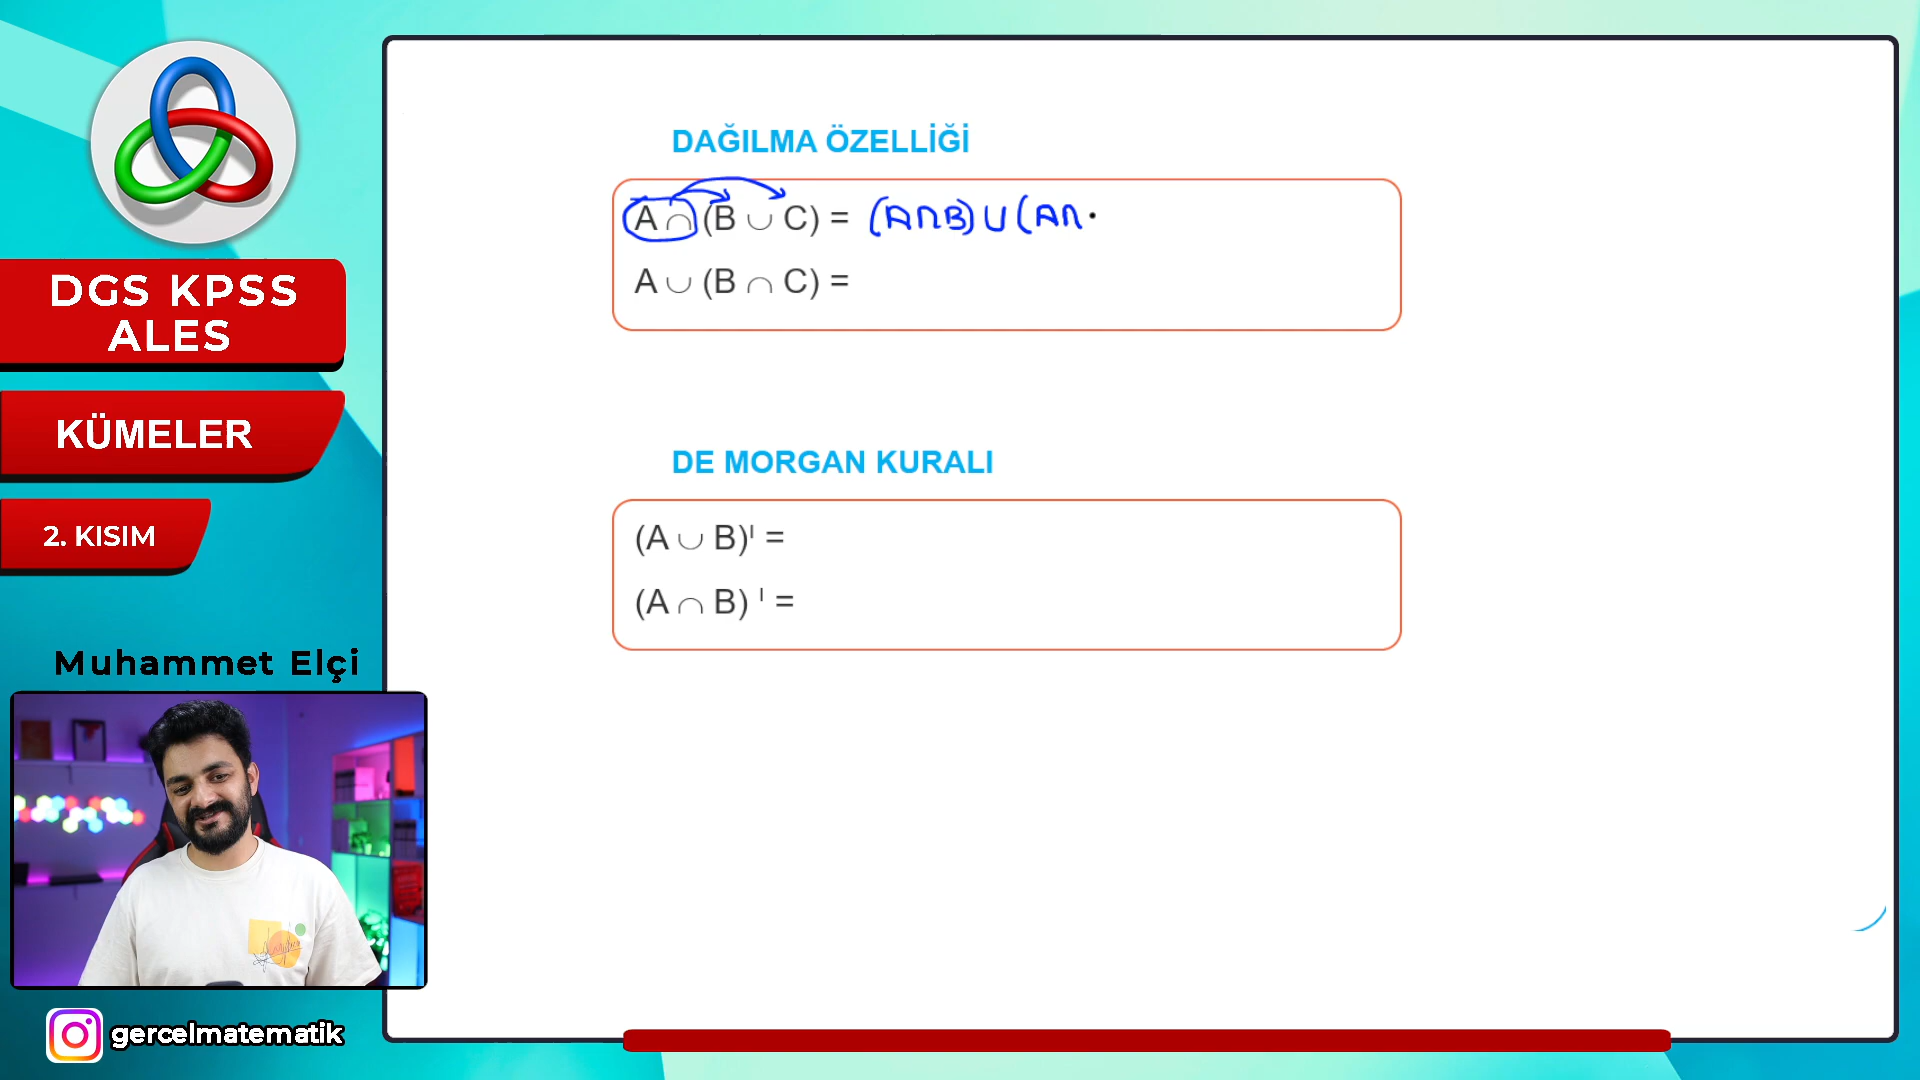 DGS KPSS
ALES
KÜMELER
2. KISIM
Muhammet Elçi
gercelmatematik
DAĞILMA ÖZELLİĞİ
A ∩ (B ∪ C) = (A∩B) ∪ (A∩
A ∪ (B ∩ C) =
DE MORGAN KURALI
(A ∪ B)ᴵ =
(A ∩ B) ᴵ =